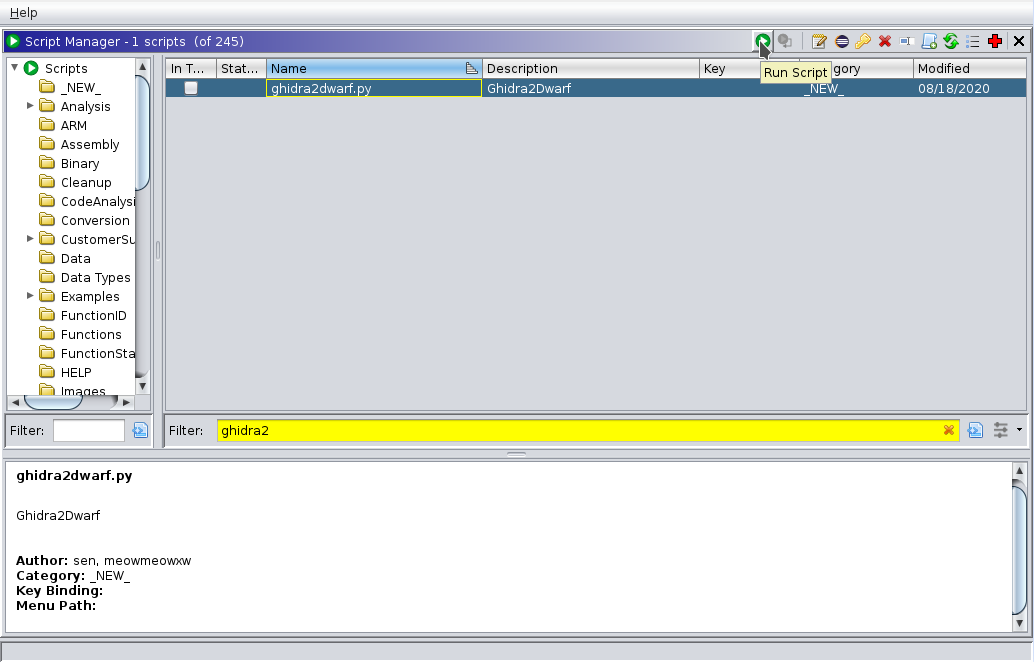 Help
Script Manager - 1 scripts  (of 245)
Scripts
_NEW_
Analysis
ARM
Assembly
Binary
Cleanup
CodeAnalysi
Conversion
CustomerSu
Data
Data Types
Examples
FunctionID
Functions
FunctionSta
HELP
Images
Filter:
In T... Stat... Name Description Key gory Modified
Run Script
ghidra2dwarf.py Ghidra2Dwarf _NEW_ 08/18/2020
Filter: ghidra2
ghidra2dwarf.py
Ghidra2Dwarf
Author: sen, meowmeowxw
Category: _NEW_
Key Binding:
Menu Path: